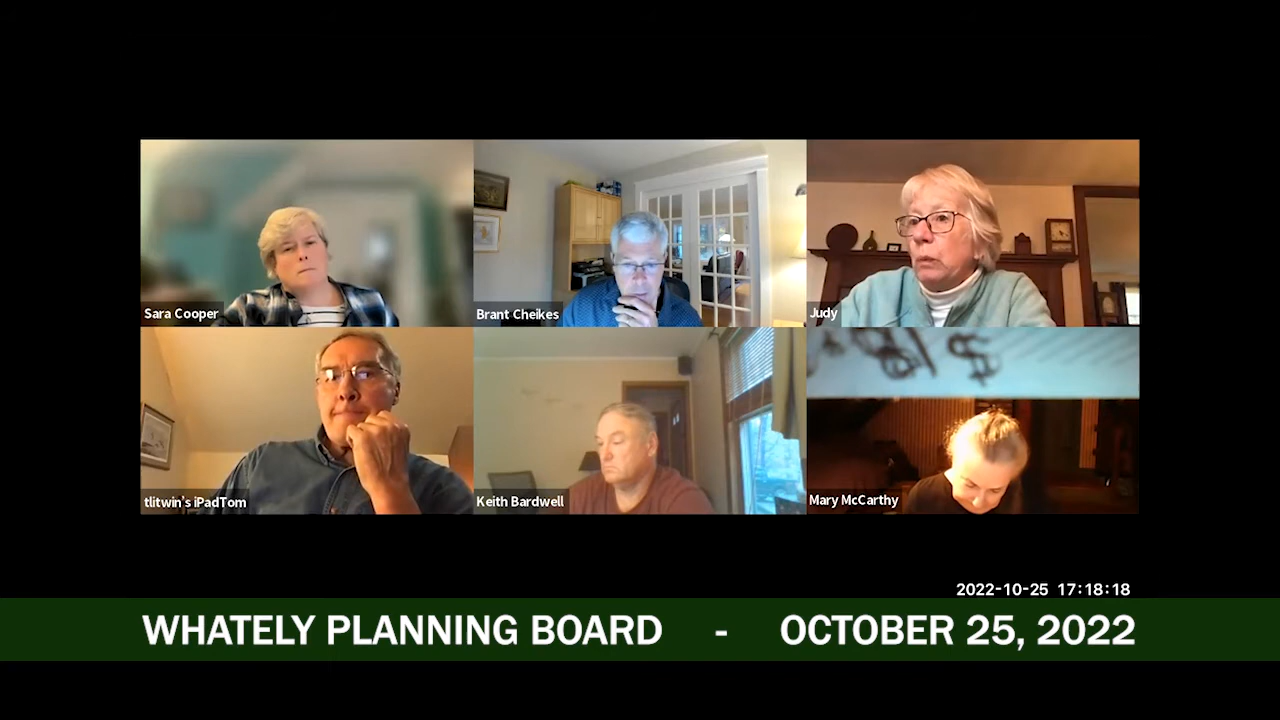 Sara Cooper
Brant Cheikes
Judy
tlitwin's iPadTom
Keith Bardwell
Mary McCarthy
2022-10-25 17:18:18
WHATELY PLANNING BOARD - OCTOBER 25, 2022